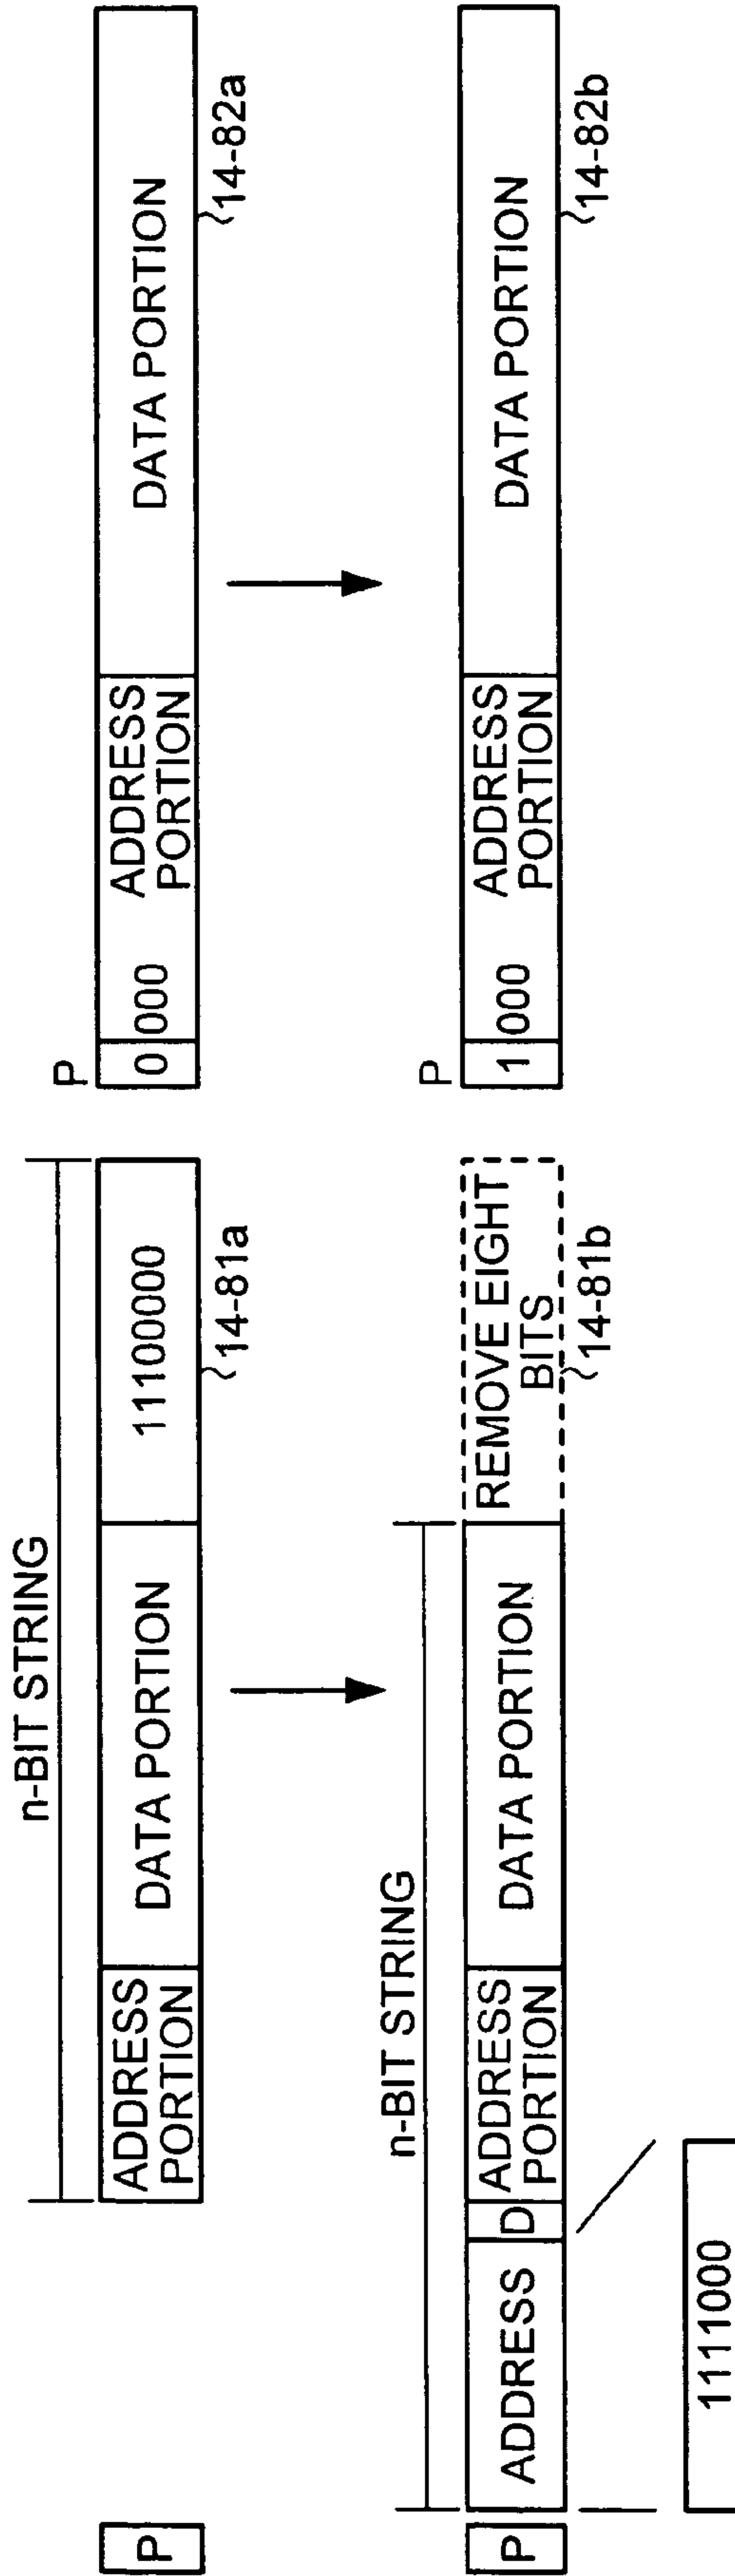 n-BIT STRING
P
ADDRESS
PORTION
DATA PORTION
11100000
14-81a
n-BIT STRING
P
ADDRESS
D
ADDRESS
PORTION
DATA PORTION
REMOVE EIGHT
BITS
14-81b
1111000
P
0
000
ADDRESS
PORTION
DATA PORTION
14-82a
P
1
000
ADDRESS
PORTION
DATA PORTION
14-82b